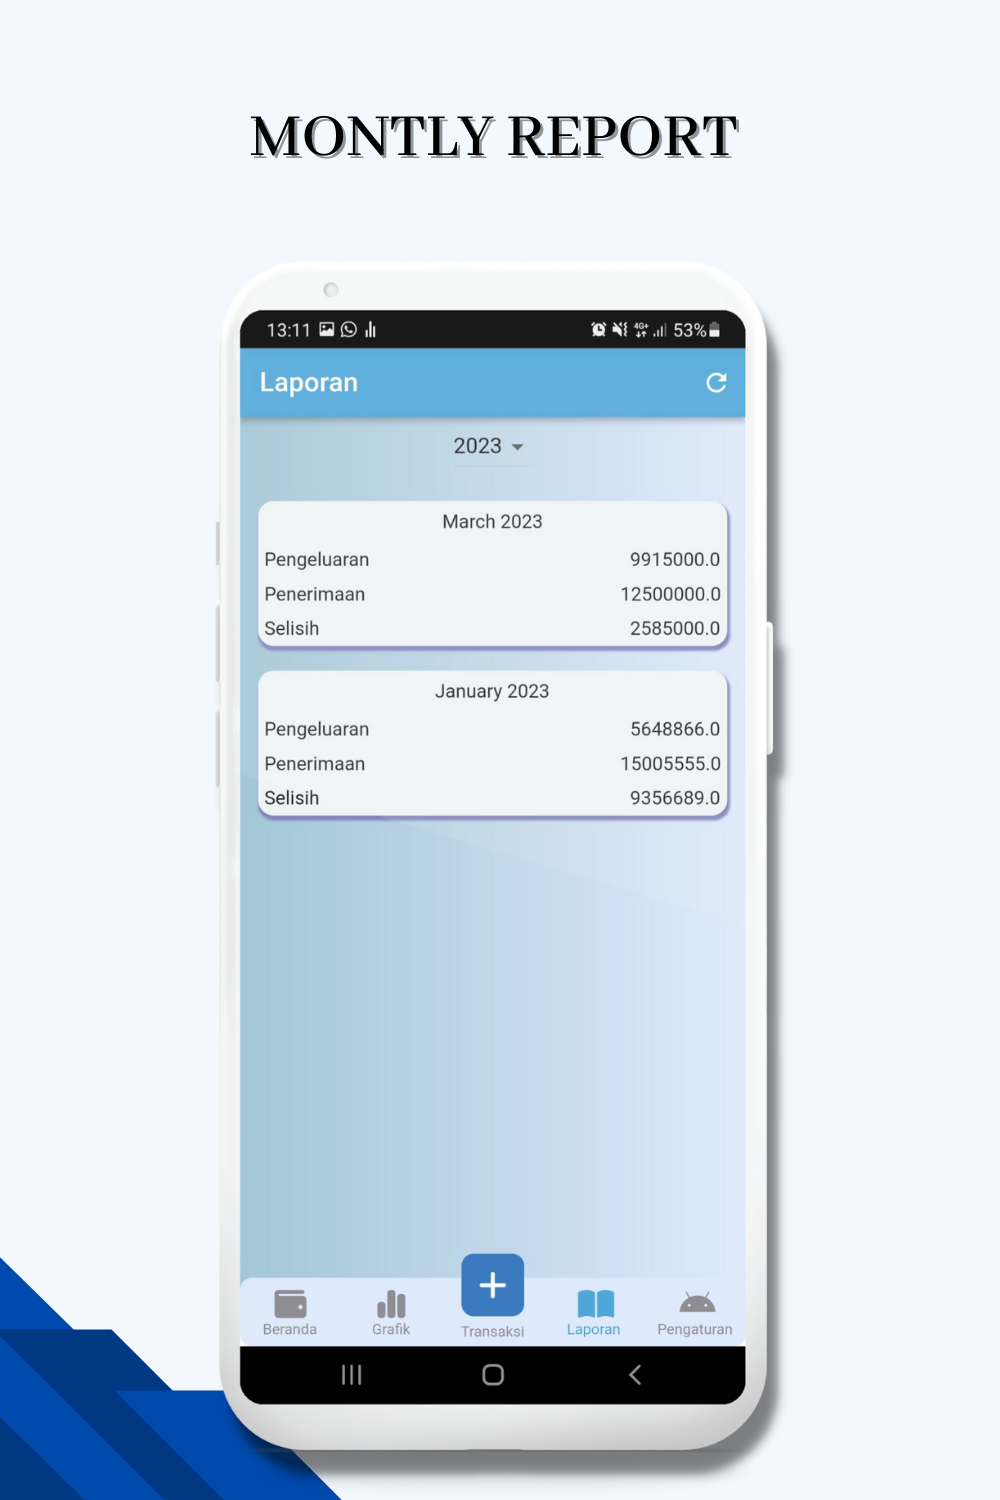 MONTLY REPORT
13:11 4G+ 53%
Laporan
2023
March 2023
Pengeluaran 9915000.0
Penerimaan 12500000.0
Selisih 2585000.0
January 2023
Pengeluaran 5648866.0
Penerimaan 15005555.0
Selisih 9356689.0
Beranda Grafik Transaksi Laporan Pengaturan